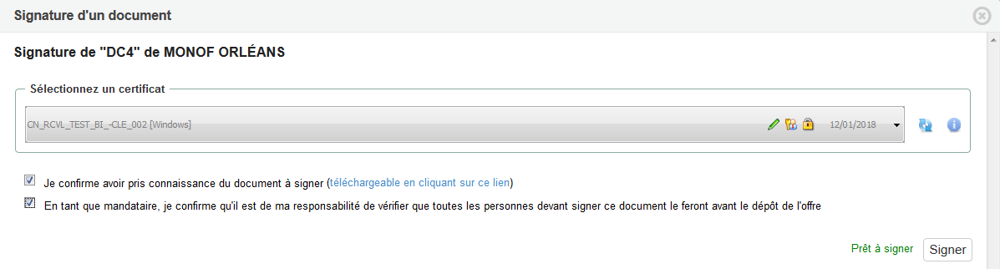 Signature d'un document
Signature de "DC4" de MONOF ORLÉANS
Sélectionnez un certificat
CN_RCVL_TEST_BI_-CLE_002 [Windows] 12/01/2018
Je confirme avoir pris connaissance du document à signer (téléchargeable en cliquant sur ce lien)
En tant que mandataire, je confirme qu'il est de ma responsabilité de vérifier que toutes les personnes devant signer ce document le feront avant le dépôt de l'offre
Prêt à signer Signer